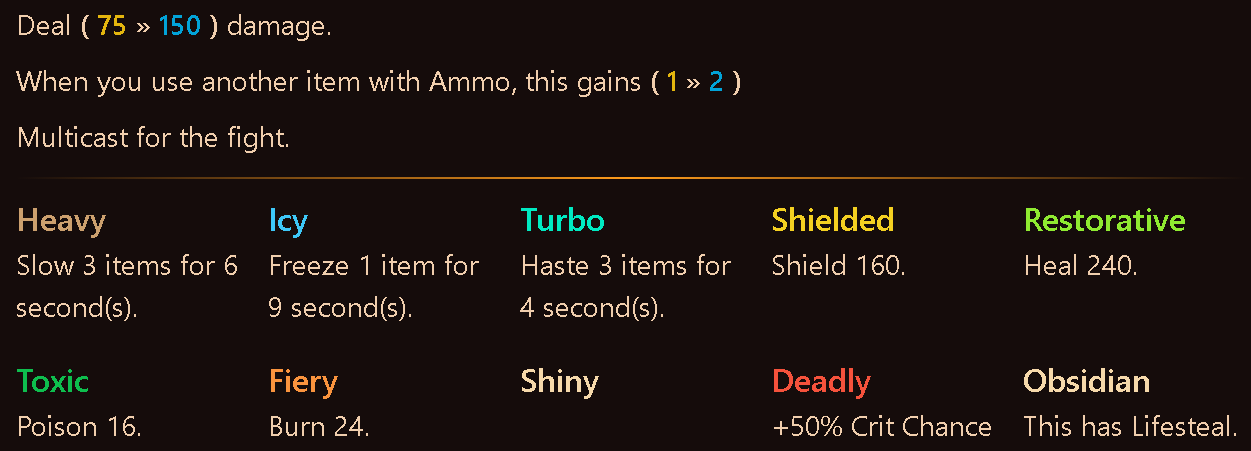 Deal ( 75 » 150 ) damage.
When you use another item with Ammo, this gains ( 1 » 2 )
Multicast for the fight.
Heavy
Slow 3 items for 6
second(s).
Icy
Freeze 1 item for
9 second(s).
Turbo
Haste 3 items for
4 second(s).
Shielded
Shield 160.
Restorative
Heal 240.
Toxic
Poison 16.
Fiery
Burn 24.
Shiny
Deadly
+50% Crit Chance
Obsidian
This has Lifesteal.